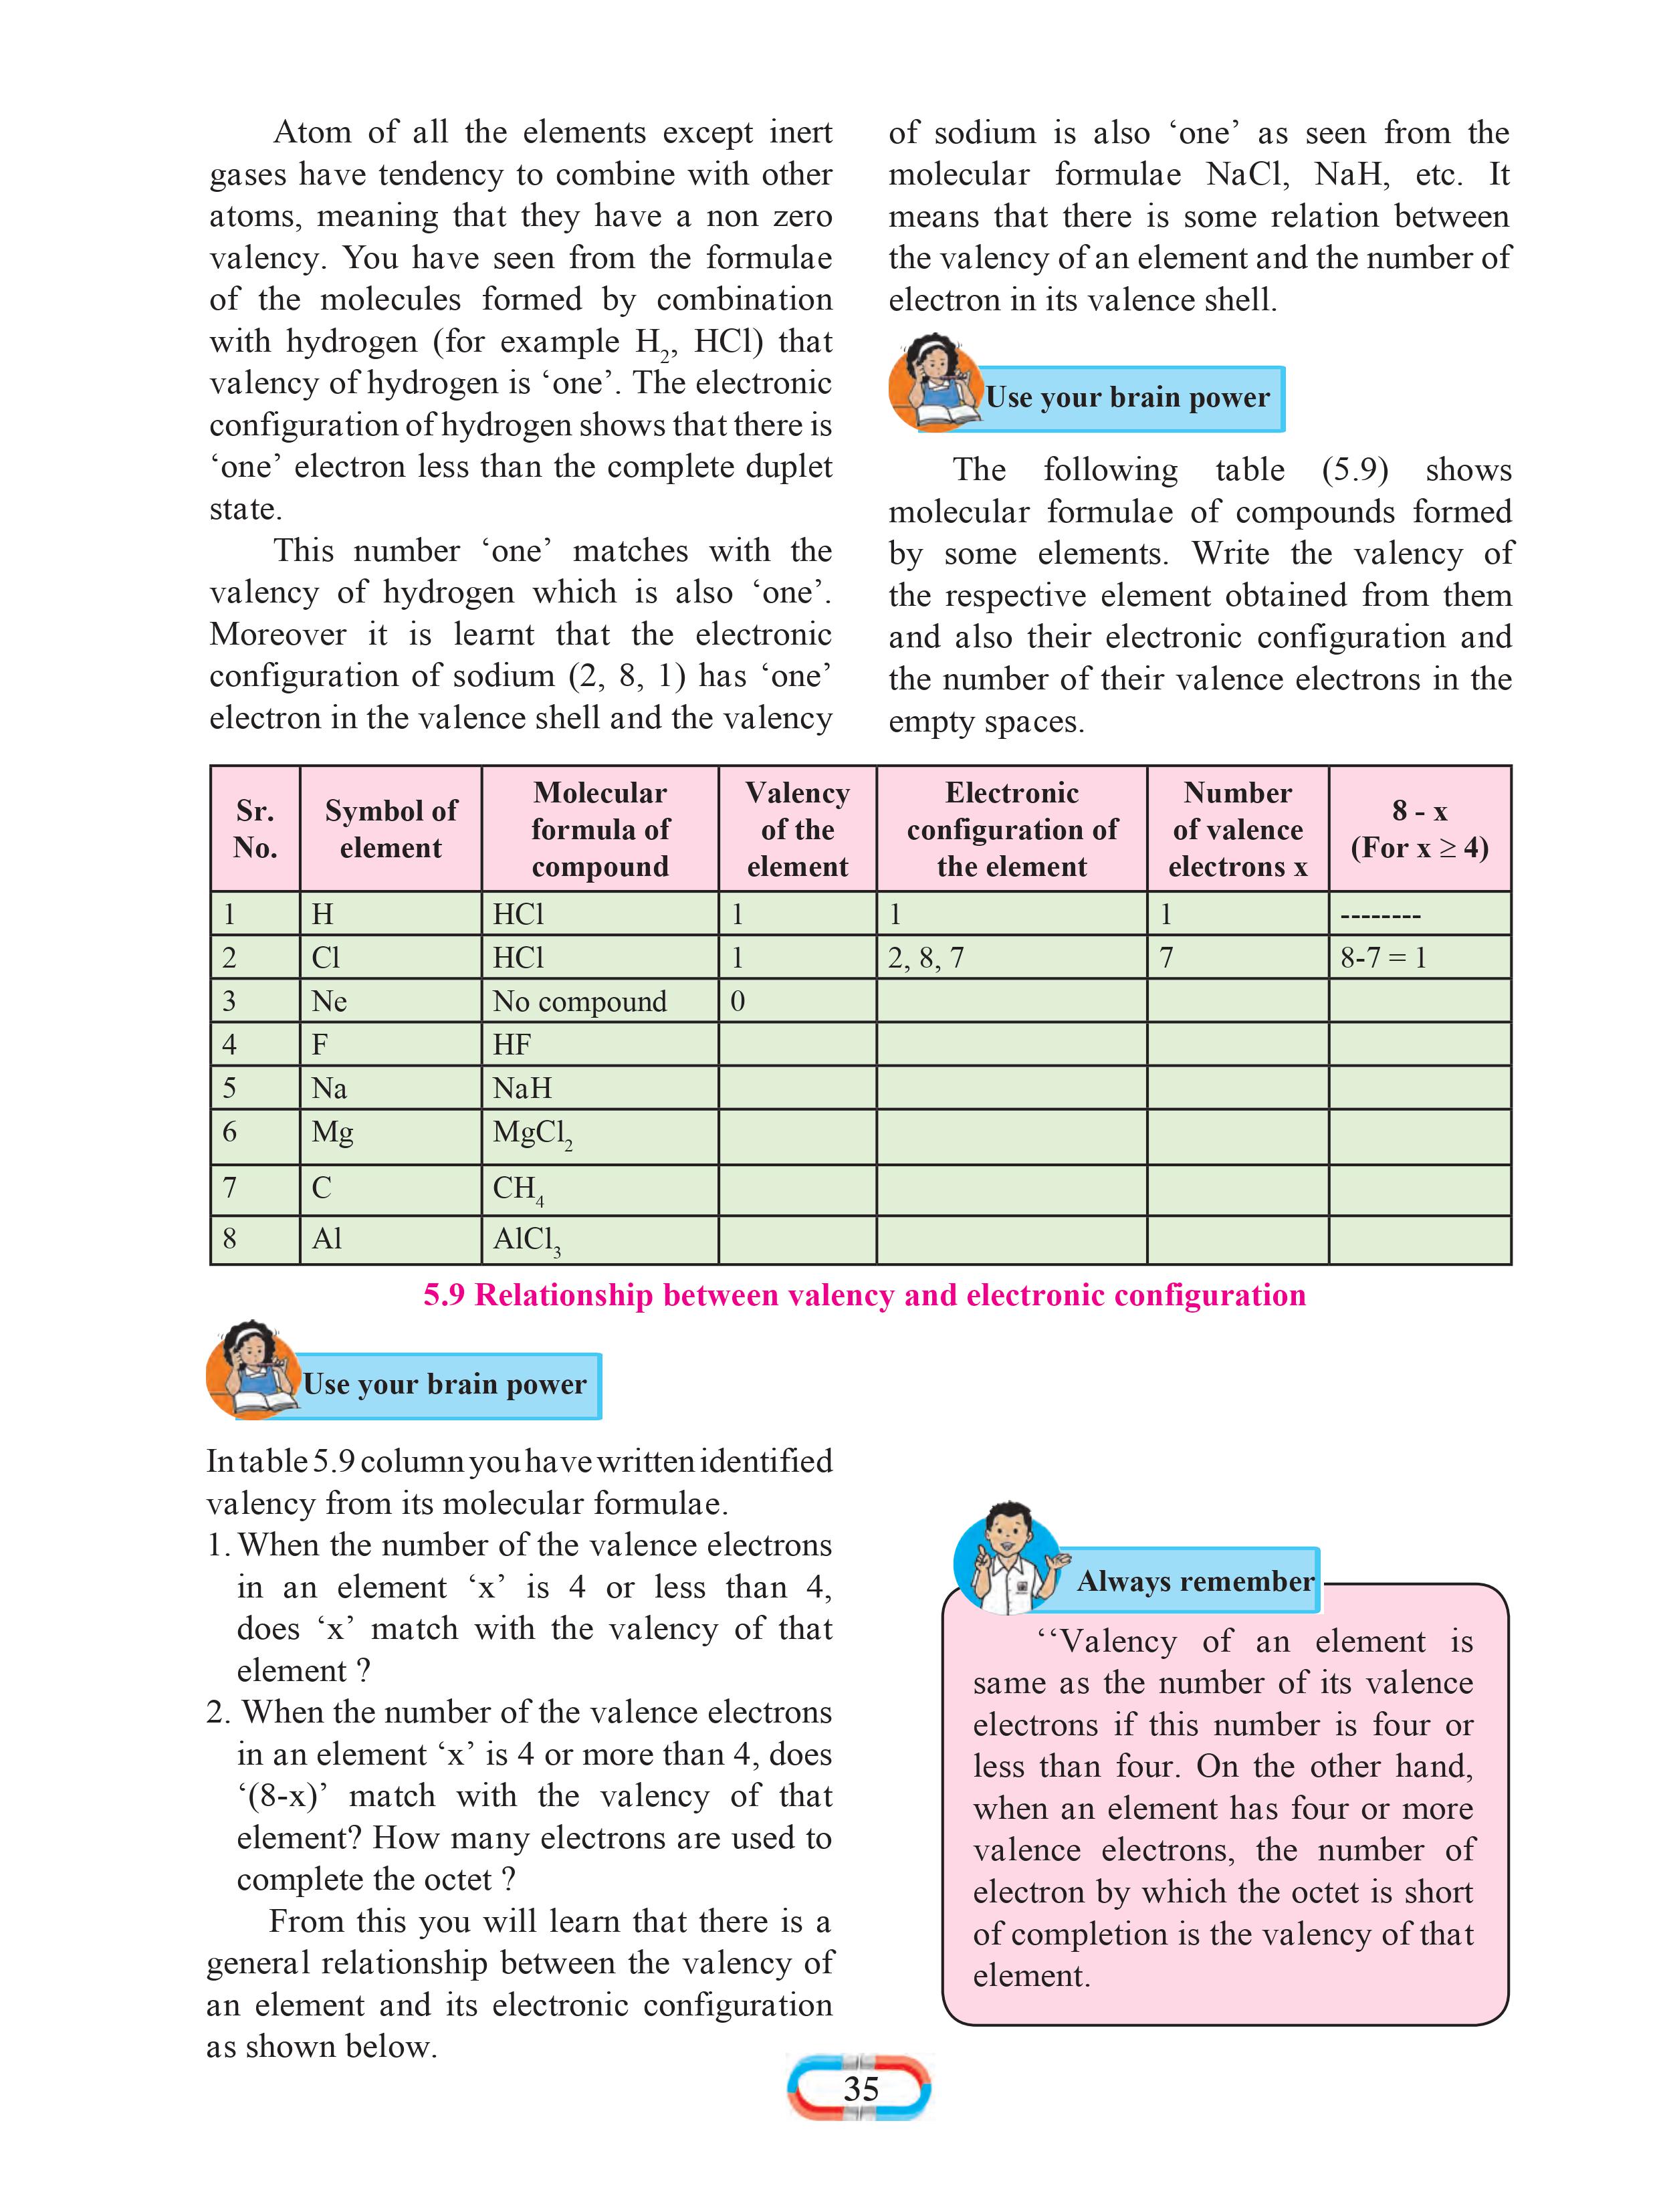 Atom of all the elements except inert
gases have tendency to combine with other
atoms, meaning that they have a non zero
valency. You have seen from the formulae
of the molecules formed by combination
with hydrogen (for example H₂, HCl) that
valency of hydrogen is ‘one’. The electronic
configuration of hydrogen shows that there is
‘one’ electron less than the complete duplet
state.
This number ‘one’ matches with the
valency of hydrogen which is also ‘one’.
Moreover it is learnt that the electronic
configuration of sodium (2, 8, 1) has ‘one’
electron in the valence shell and the valency
of sodium is also ‘one’ as seen from the
molecular formulae NaCl, NaH, etc. It
means that there is some relation between
the valency of an element and the number of
electron in its valence shell.
Use your brain power
The following table (5.9) shows
molecular formulae of compounds formed
by some elements. Write the valency of
the respective element obtained from them
and also their electronic configuration and
the number of their valence electrons in the
empty spaces.
Sr. No. | Symbol of element | Molecular formula of compound | Valency of the element | Electronic configuration of the element | Number of valence electrons x | 8 - x (For x ≥ 4)
1 | H | HCl | 1 | 1 | 1 | --------
2 | Cl | HCl | 1 | 2, 8, 7 | 7 | 8-7 = 1
3 | Ne | No compound | 0
4 | F | HF
5 | Na | NaH
6 | Mg | MgCl₂
7 | C | CH₄
8 | Al | AlCl₃
5.9 Relationship between valency and electronic configuration
Use your brain power
In table 5.9 column you have written identified
valency from its molecular formulae.
1. When the number of the valence electrons
in an element ‘x’ is 4 or less than 4,
does ‘x’ match with the valency of that
element ?
2. When the number of the valence electrons
in an element ‘x’ is 4 or more than 4, does
‘(8-x)’ match with the valency of that
element? How many electrons are used to
complete the octet ?
From this you will learn that there is a
general relationship between the valency of
an element and its electronic configuration
as shown below.
Always remember
‘‘Valency of an element is
same as the number of its valence
electrons if this number is four or
less than four. On the other hand,
when an element has four or more
valence electrons, the number of
electron by which the octet is short
of completion is the valency of that
element.
35